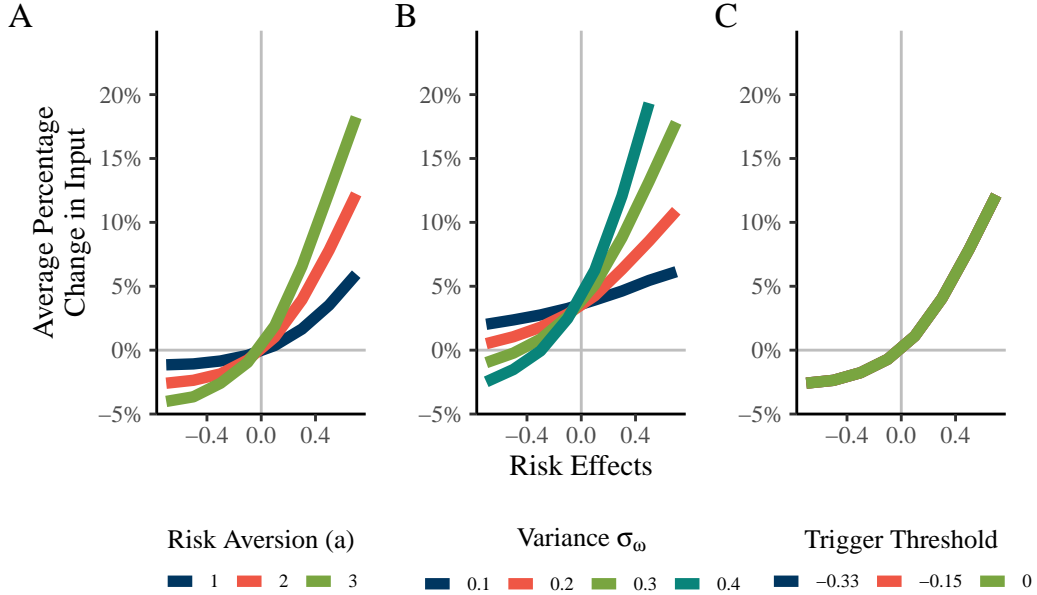 A
B
C
Average Percentage
Change in Input
20%
15%
10%
5%
0%
−5%
−0.4
0.0
0.4
20%
15%
10%
5%
0%
−5%
−0.4
0.0
0.4
20%
15%
10%
5%
0%
−5%
−0.4
0.0
0.4
Risk Effects
Risk Aversion (a)
1 2 3
Variance σω
0.1 0.2 0.3 0.4
Trigger Threshold
−0.33 −0.15 0